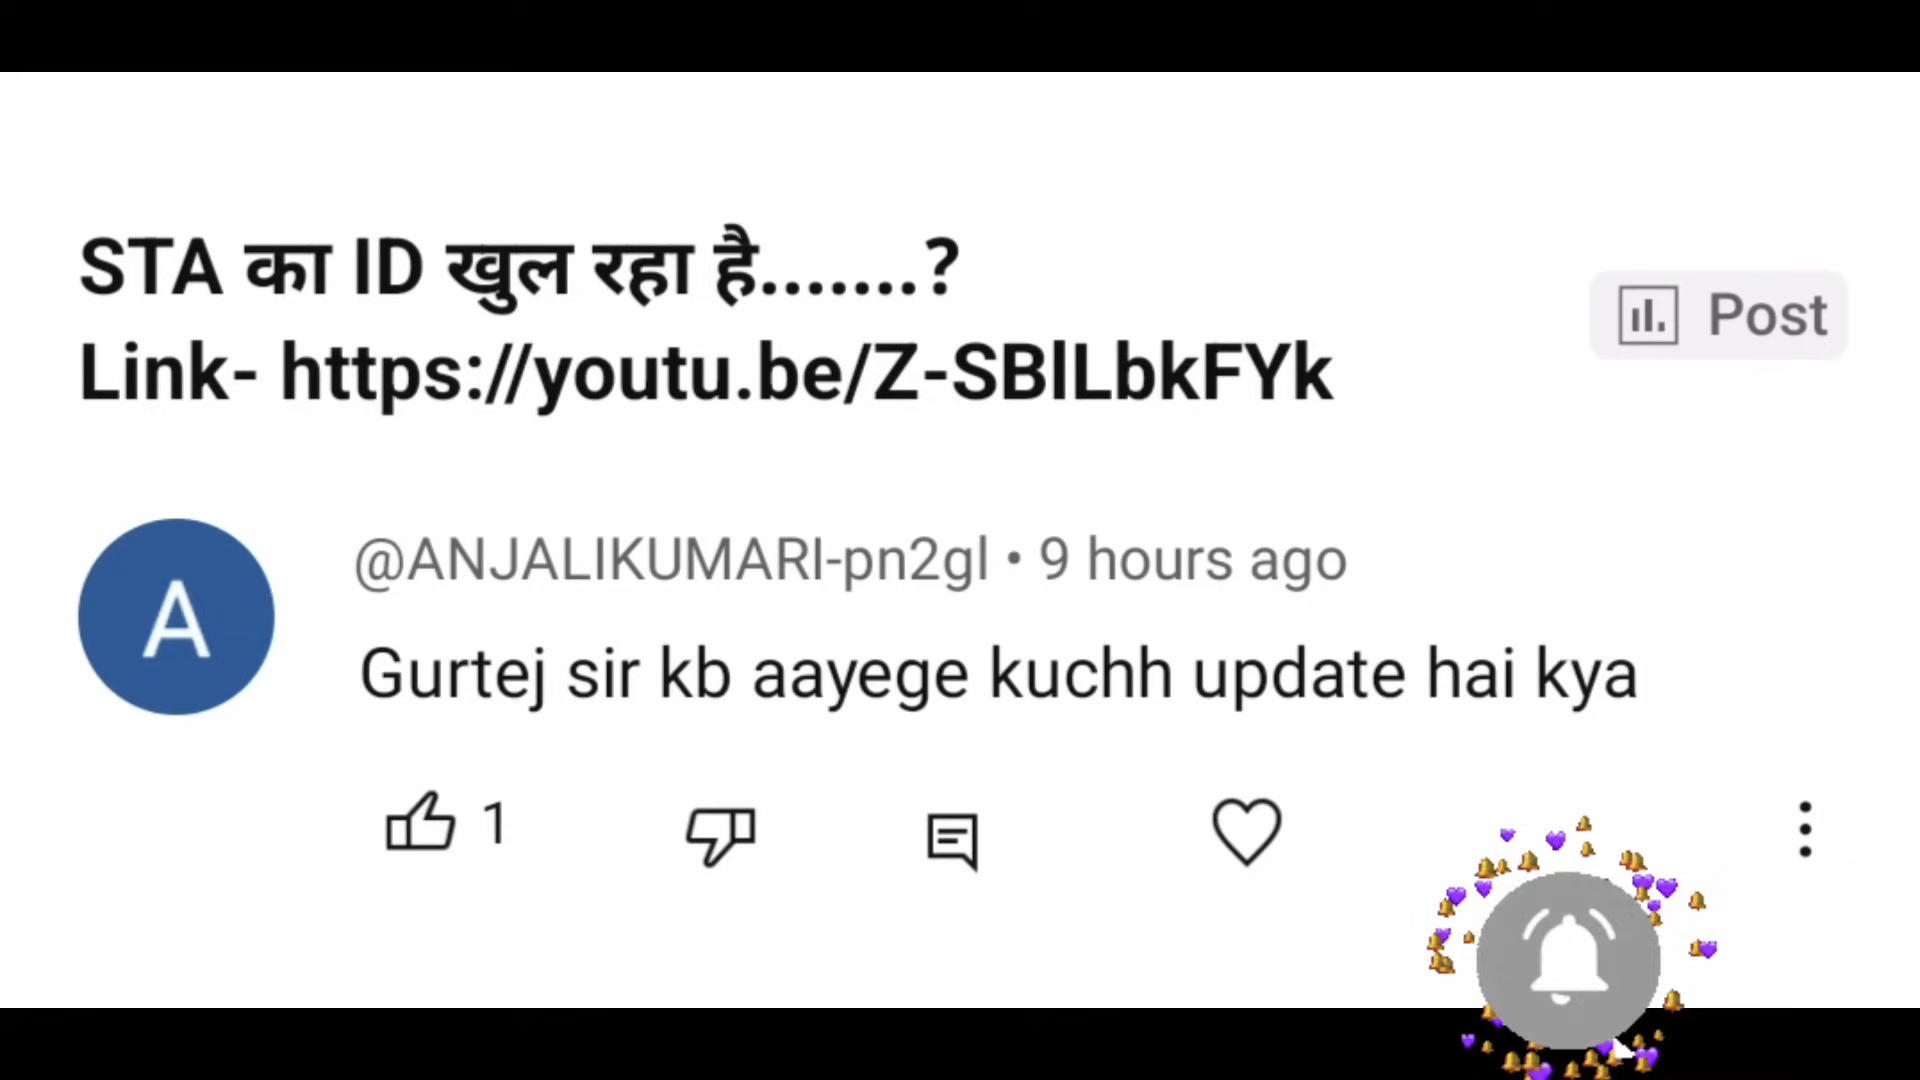 STA का ID खुल रहा है.......?
Link- https://youtu.be/Z-SBlLbkFYk
Post
@ANJALIKUMARI-pn2gl • 9 hours ago
A
Gurtej sir kb aayege kuchh update hai kya
1